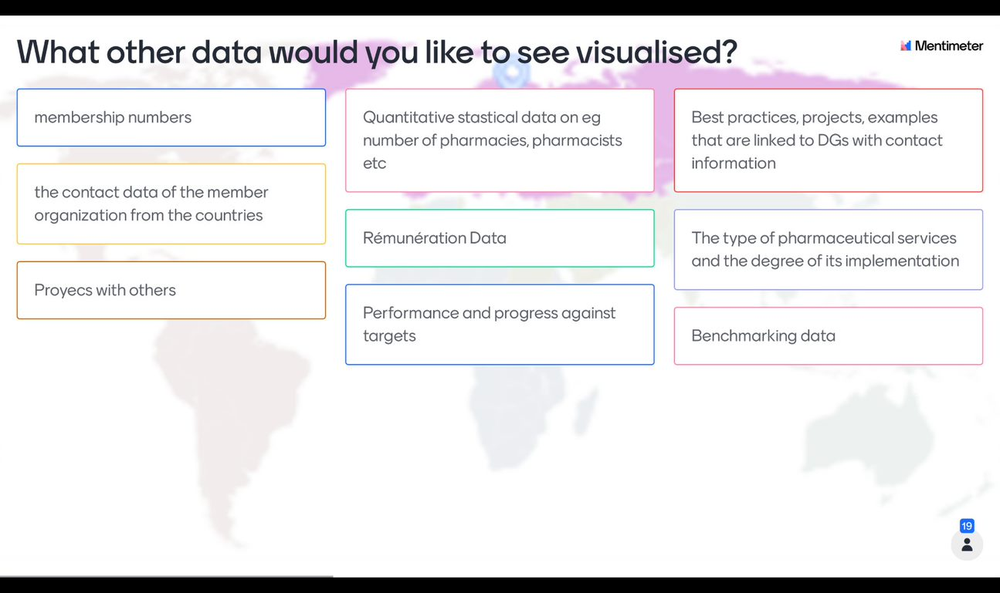 What other data would you like to see visualised?
Mentimeter
membership numbers
the contact data of the member
organization from the countries
Proyecs with others
Quantitative stastical data on eg
number of pharmacies, pharmacists
etc
Rémunération Data
Performance and progress against
targets
Best practices, projects, examples
that are linked to DGs with contact
information
The type of pharmaceutical services
and the degree of its implementation
Benchmarking data
19